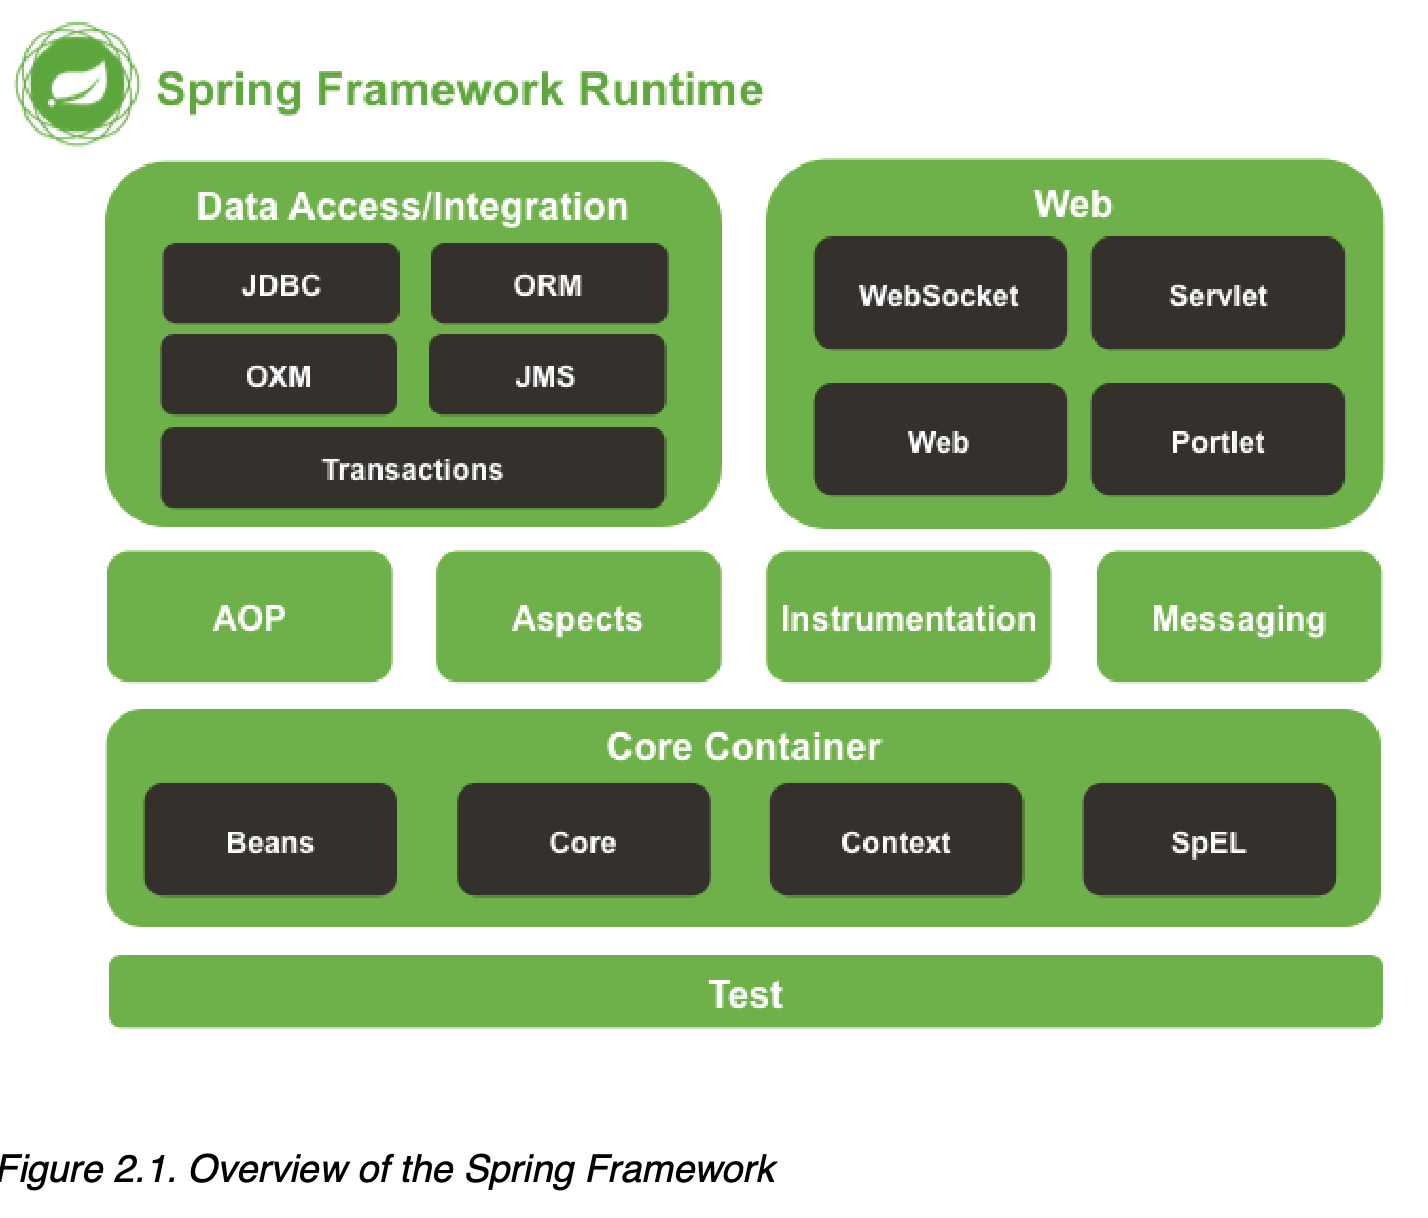 Spring Framework Runtime
Data Access/Integration
JDBC
ORM
OXM
JMS
Transactions
Web
WebSocket
Servlet
Web
Portlet
AOP
Aspects
Instrumentation
Messaging
Core Container
Beans
Core
Context
SpEL
Test
Figure 2.1. Overview of the Spring Framework